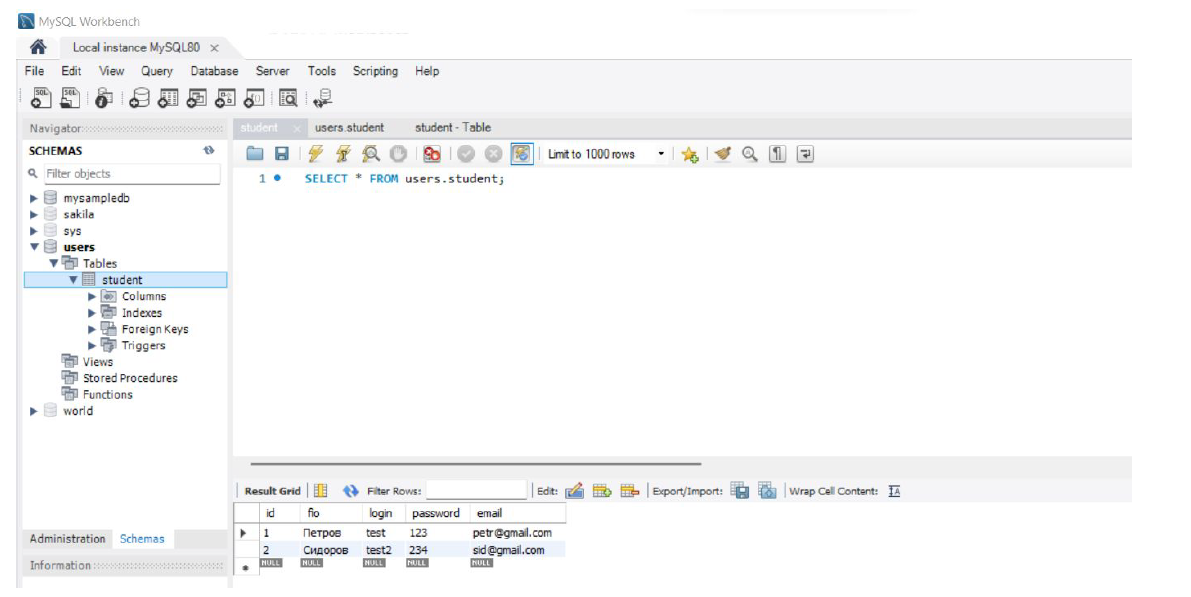 MySQL Workbench
Local instance MySQL80 ×
File Edit View Query Database Server Tools Scripting Help
Navigator
SCHEMAS
Filter objects
mysampledb
sakila
sys
users
Tables
student
Columns
Indexes
Foreign Keys
Triggers
Views
Stored Procedures
Functions
world
Administration Schemas
Information
student × users.student student - Table
Limit to 1000 rows
1 SELECT * FROM users.student;
Result Grid Filter Rows: Edit: Export/Import: Wrap Cell Content: IA
id fio login password email
1 Петров test 123 petr@gmail.com
2 Сидоров test2 234 sid@gmail.com
NULL NULL NULL NULL NULL